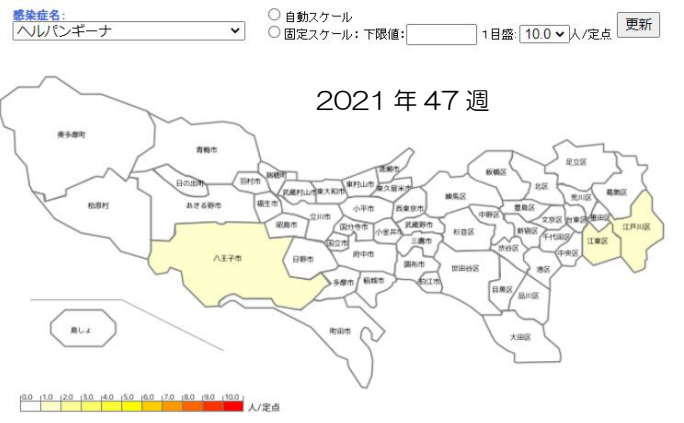 感染症名：
ヘルパンギーナ
自動スケール
固定スケール： 下限値： 1目盛： 10.0 人/定点 更新
2021 年 47 週
奥多摩町
青梅市
足立区
清瀬市
板橋区
瑞穂町
日の出町
羽村市
東村山市
北区
武蔵村山市
東大和市
東久留米市
葛飾区
練馬区
荒川区
桧原村
あきる野市
福生市
小平市
西東京市
豊島区
立川市
中野区
文京区
台東区
墨田区
昭島市
国分寺市
小金井市
武蔵野市
杉並区
新宿区
江戸川区
千代田区
国立市
三鷹市
江東区
渋谷区
中央区
八王子市
日野市
府中市
調布市
世田谷区
港区
多摩市
稲城市
狛江市
目黒区
品川区
島しょ
町田市
大田区
0.0 1.0 2.0 3.0 4.0 5.0 6.0 7.0 8.0 9.0 10.0
人/定点